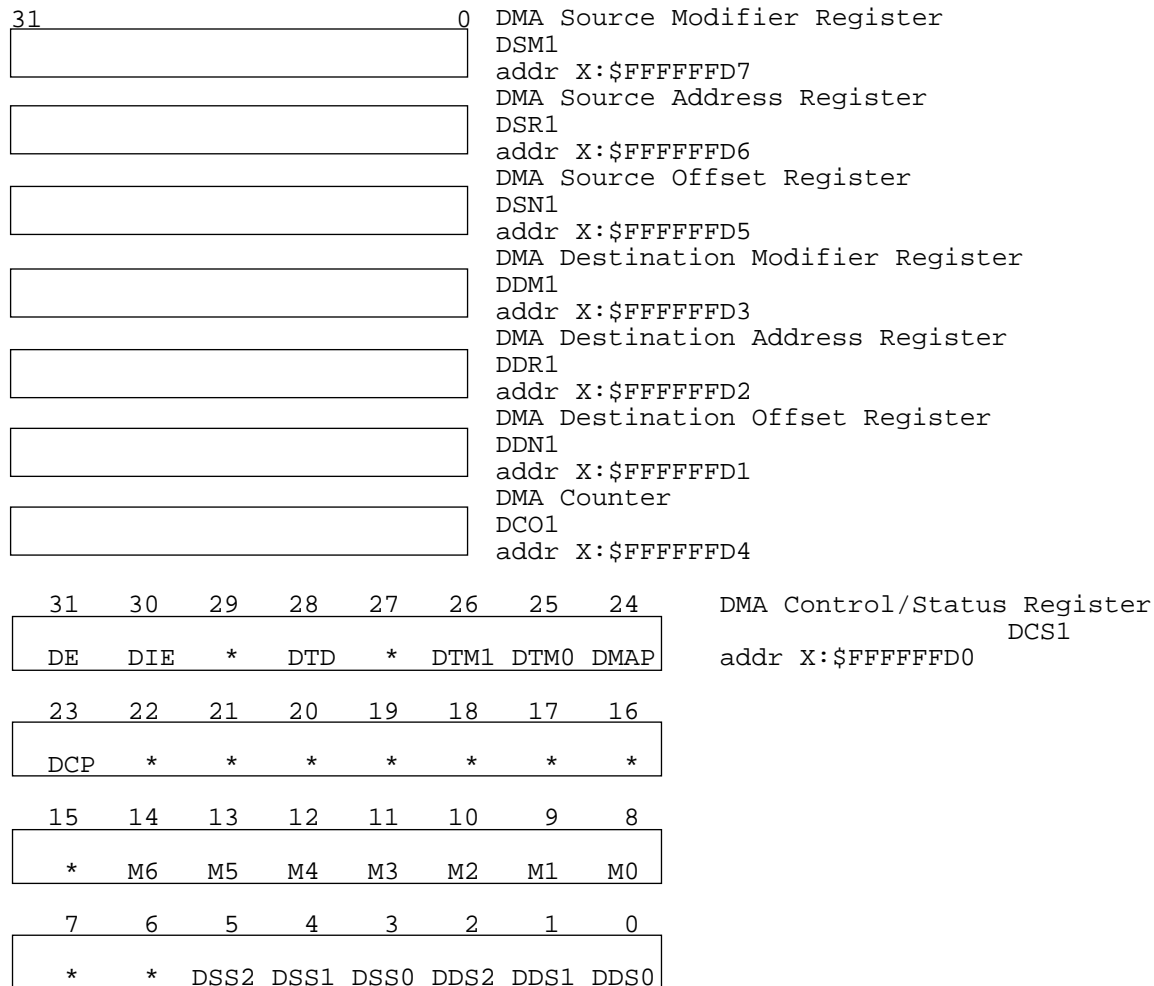 31 0 DMA Source Modifier Register
DSM1
addr X:$FFFFFFD7
DMA Source Address Register
DSR1
addr X:$FFFFFFD6
DMA Source Offset Register
DSN1
addr X:$FFFFFFD5
DMA Destination Modifier Register
DDM1
addr X:$FFFFFFD3
DMA Destination Address Register
DDR1
addr X:$FFFFFFD2
DMA Destination Offset Register
DDN1
addr X:$FFFFFFD1
DMA Counter
DCO1
addr X:$FFFFFFD4
31 30 29 28 27 26 25 24 DMA Control/Status Register
DCS1
DE DIE * DTD * DTM1 DTM0 DMAP addr X:$FFFFFFD0
23 22 21 20 19 18 17 16
DCP * * * * * * *
15 14 13 12 11 10 9 8
* M6 M5 M4 M3 M2 M1 M0
7 6 5 4 3 2 1 0
* * DSS2 DSS1 DSS0 DDS2 DDS1 DDS0